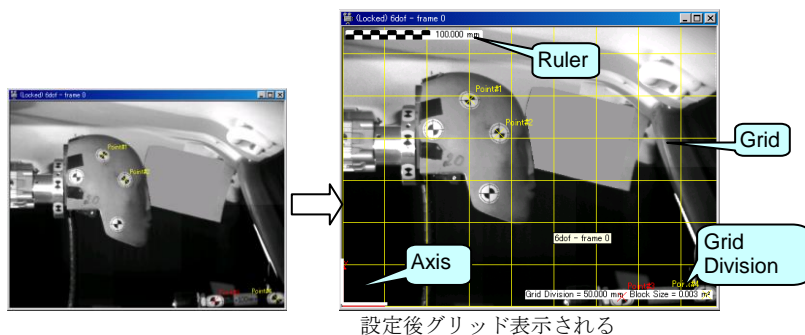 (Locked) 6dof - frame 0
Point#1
Point#2
20
(Locked) 6dof - frame 0
100.000 mm
Ruler
Point#1
Point#2
20
Grid
6dof - frame 0
Axis
Grid
Division
Point#4
Grid Division = 50.000 mm/ Block Size = 0.003 m²
設定後グリッド表示される